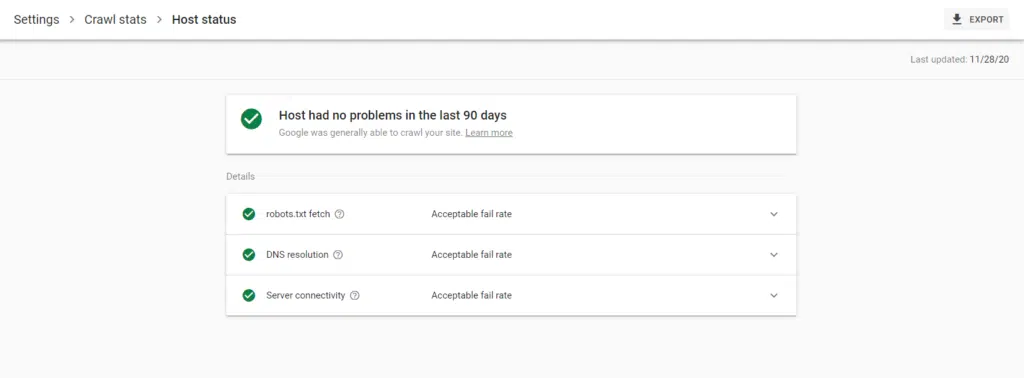 Settings > Crawl stats > Host status
EXPORT
Last updated: 11/28/20
Host had no problems in the last 90 days
Google was generally able to crawl your site. Learn more
Details
robots.txt fetch Acceptable fail rate
DNS resolution Acceptable fail rate
Server connectivity Acceptable fail rate